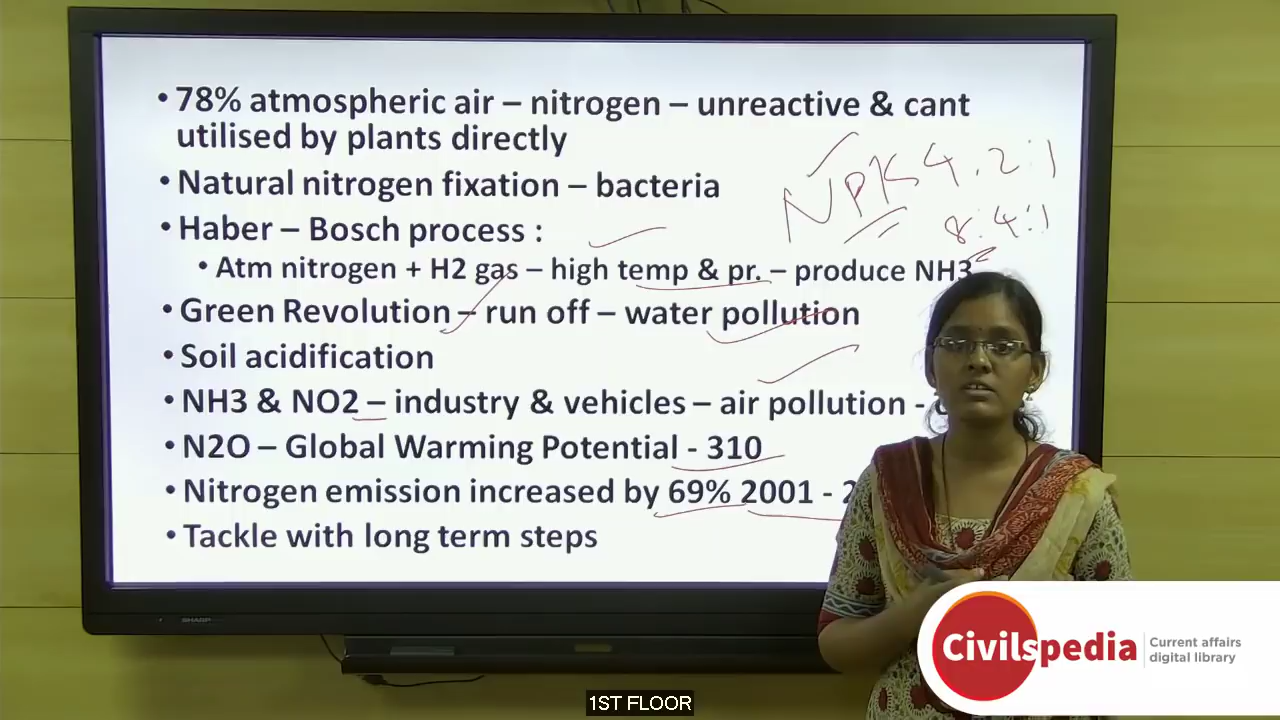 • 78% atmospheric air – nitrogen – unreactive & cant
utilised by plants directly
• Natural nitrogen fixation – bacteria
• Haber – Bosch process :
• Atm nitrogen + H2 gas – high temp & pr. – produce NH3
• Green Revolution – run off – water pollution
• Soil acidification
• NH3 & NO2 – industry & vehicles – air pollution -
• N2O – Global Warming Potential - 310
• Nitrogen emission increased by 69% 2001 -
• Tackle with long term steps
NPK 4:2:1
8:4:1
SHARP
Civilspedia
Current affairs
digital library
1ST FLOOR